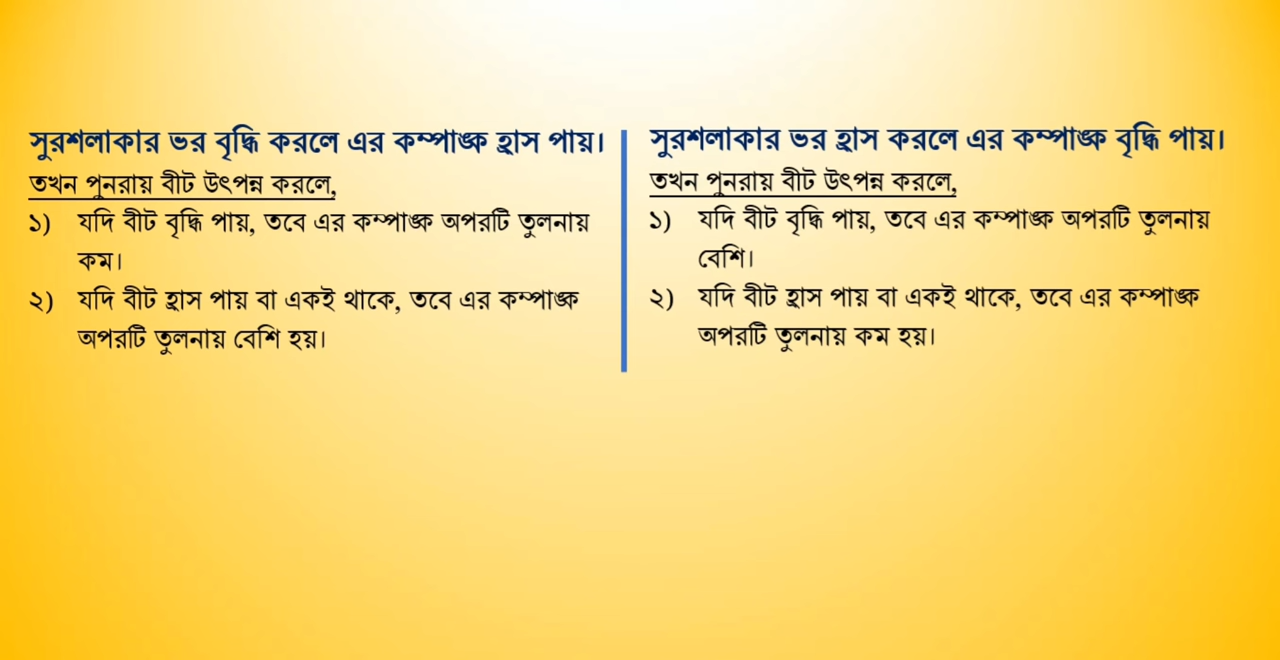 সুরশলাকার ভর বৃদ্ধি করলে এর কম্পাঙ্ক হ্রাস পায়।
তখন পুনরায় বীট উৎপন্ন করলে,
১) যদি বীট বৃদ্ধি পায়, তবে এর কম্পাঙ্ক অপরটি তুলনায়
কম।
২) যদি বীট হ্রাস পায় বা একই থাকে, তবে এর কম্পাঙ্ক
অপরটি তুলনায় বেশি হয়।
সুরশলাকার ভর হ্রাস করলে এর কম্পাঙ্ক বৃদ্ধি পায়।
তখন পুনরায় বীট উৎপন্ন করলে,
১) যদি বীট বৃদ্ধি পায়, তবে এর কম্পাঙ্ক অপরটি তুলনায়
বেশি।
২) যদি বীট হ্রাস পায় বা একই থাকে, তবে এর কম্পাঙ্ক
অপরটি তুলনায় কম হয়।